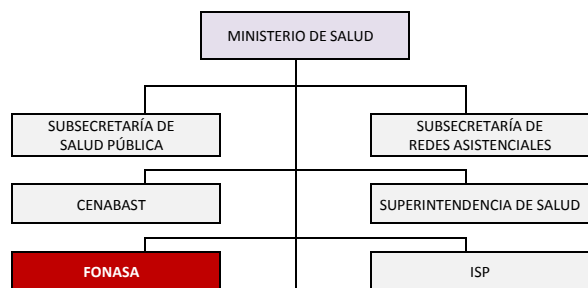 MINISTERIO DE SALUD
SUBSECRETARÍA DE
SALUD PÚBLICA
SUBSECRETARÍA DE
REDES ASISTENCIALES
CENABAST
SUPERINTENDENCIA DE SALUD
FONASA
ISP